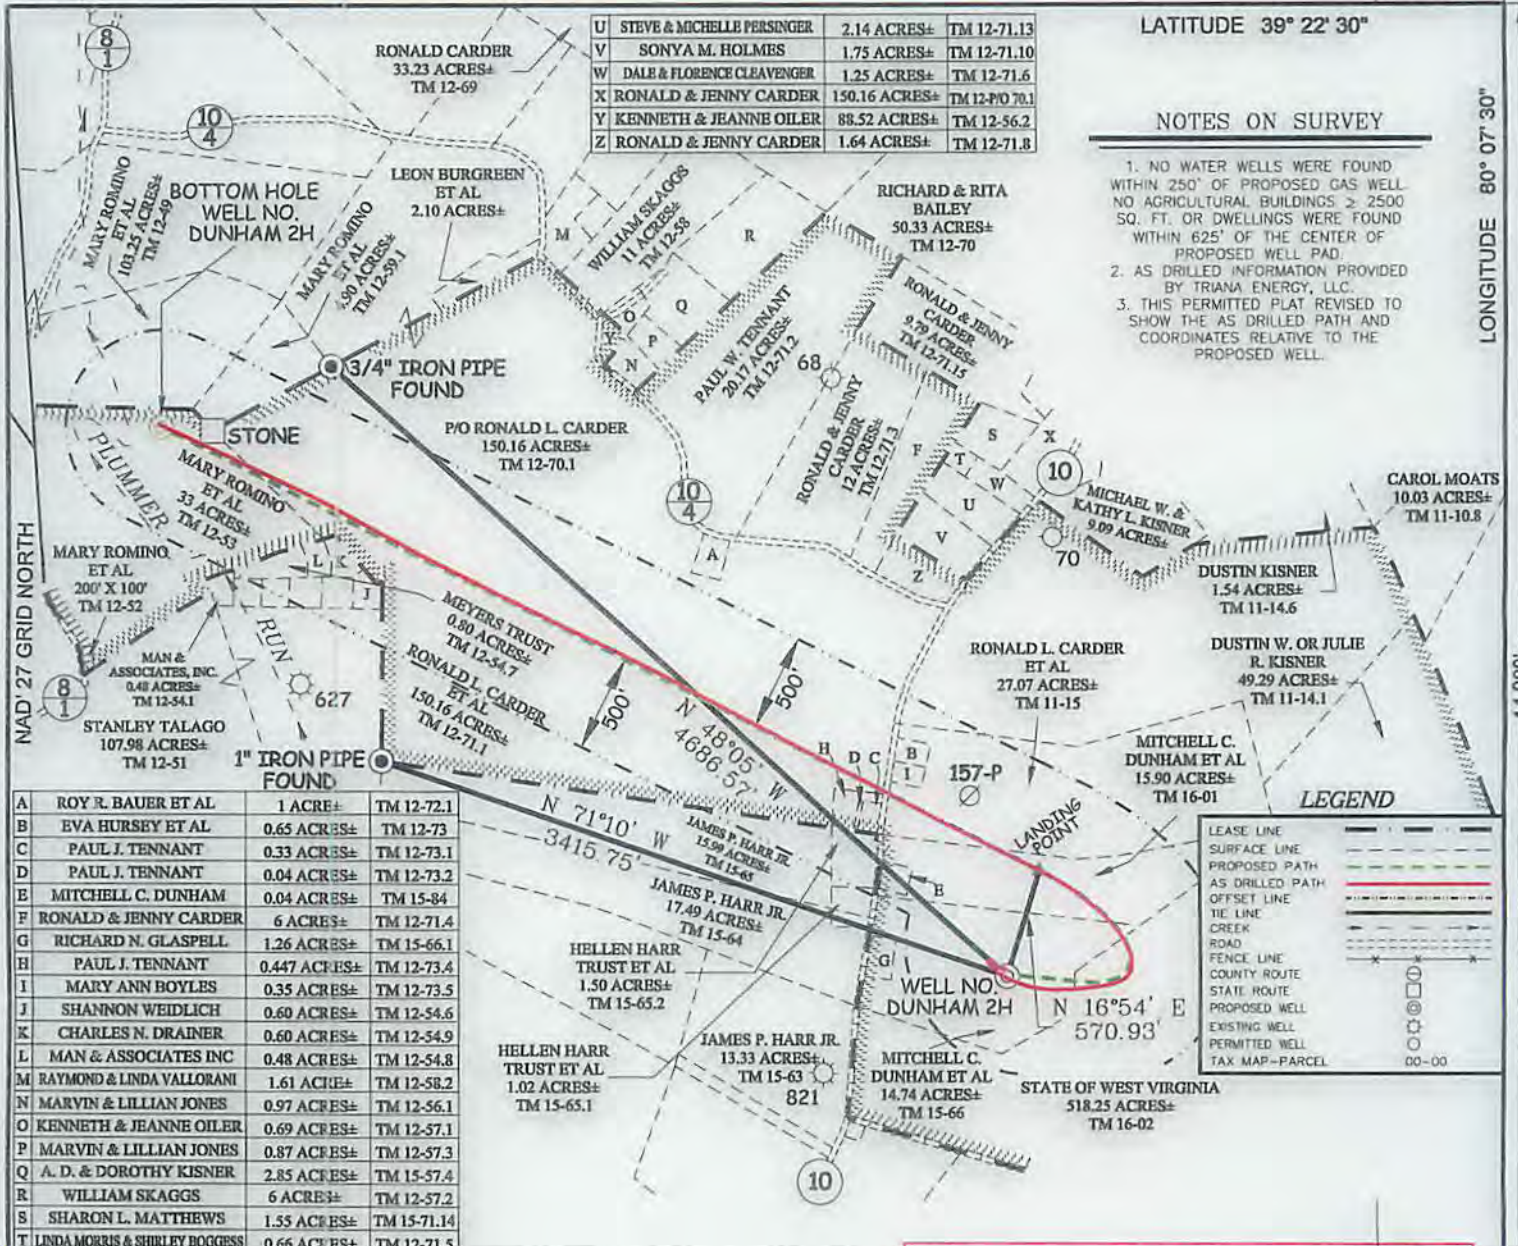 LATITUDE 39° 22' 30"
LONGITUDE 80° 07' 30"
NAD '27 GRID NORTH
U STEVE & MICHELLE PERSINGER 2.14 ACRES± TM 12-71.13
V SONYA M. HOLMES 1.75 ACRES± TM 12-71.10
W DALE & FLORENCE CLEAVENGER 1.25 ACRES± TM 12-71.6
X RONALD & JENNY CARDER 150.16 ACRES± TM 12-P/O 70.1
Y KENNETH & JEANNE OILER 88.52 ACRES± TM 12-56.2
Z RONALD & JENNY CARDER 1.64 ACRES± TM 12-71.8
NOTES ON SURVEY
1. NO WATER WELLS WERE FOUND
WITHIN 250' OF PROPOSED GAS WELL.
NO AGRICULTURAL BUILDINGS ≥ 2500
SQ. FT. OR DWELLINGS WERE FOUND
WITHIN 625' OF THE CENTER OF
PROPOSED WELL PAD.
2. AS DRILLED INFORMATION PROVIDED
BY TRIANA ENERGY, LLC.
3. THIS PERMITTED PLAT REVISED TO
SHOW THE AS DRILLED PATH AND
COORDINATES RELATIVE TO THE
PROPOSED WELL.
8
1
10
4
RONALD CARDER
33.23 ACRES±
TM 12-69
MARY ROMINO
ET AL
103.25 ACRES±
TM 12-49
BOTTOM HOLE
WELL NO.
DUNHAM 2H
MARY ROMINO
ET AL
.90 ACRES±
TM 12-59.1
LEON BURGREEN
ET AL
2.10 ACRES±
M
WILLIAM SKAGGS
11 ACRES±
TM 12-58
R
Q
O
P
Y
N
RICHARD & RITA
BAILEY
50.33 ACRES±
TM 12-70
RONALD & JENNY
CARDER
9.79 ACRES±
TM 12-71.15
PAUL W. TENNANT
20.17 ACRES±
TM 12-71.2
68
RONALD & JENNY
CARDER
12 ACRES±
TM 12.71.3
F
S
X
T
W
U
V
Z
10
3/4" IRON PIPE
FOUND
STONE
P/O RONALD L. CARDER
150.16 ACRES±
TM 12-70.1
10
4
A
MICHAEL W. &
KATHY L. KISNER
9.09 ACRES±
70
CAROL MOATS
10.03 ACRES±
TM 11-10.8
DUSTIN KISNER
1.54 ACRES±
TM 11-14.6
DUSTIN W. OR JULIE
R. KISNER
49.29 ACRES±
TM 11-14.1
PLUMMER
RUN
MARY ROMINO
ET AL
33 ACRES±
TM 12-53
MARY ROMINO
ET AL
200' X 100'
TM 12-52
L
K
J
MAN &
ASSOCIATES, INC.
0.48 ACRES±
TM 12-54.1
8
1
STANLEY TALAGO
107.98 ACRES±
TM 12-51
627
MEYERS TRUST
0.80 ACRES±
TM 12-54.7
RONALD L. CARDER
ET AL
150.16 ACRES±
TM 12-71.1
500'
500'
N 48°05' W
4686.57'
1" IRON PIPE
FOUND
N 71°10' W
3415.75'
RONALD L. CARDER
ET AL
27.07 ACRES±
TM 11-15
MITCHELL C.
DUNHAM ET AL
15.90 ACRES±
TM 16-01
H
D
C
B
I
157-P
LANDING
POINT
E
G
JAMES P. HARR JR.
15.99 ACRES±
TM 15-65
JAMES P. HARR JR.
17.49 ACRES±
TM 15-64
HELLEN HARR
TRUST ET AL
1.50 ACRES±
TM 15-65.2
HELLEN HARR
TRUST ET AL
1.02 ACRES±
TM 15-65.1
JAMES P. HARR JR.
13.33 ACRES±
TM 15-63
821
10
WELL NO.
DUNHAM 2H
N 16°54' E
570.93'
MITCHELL C.
DUNHAM ET AL
14.74 ACRES±
TM 15-66
STATE OF WEST VIRGINIA
518.25 ACRES±
TM 16-02
LEGEND
LEASE LINE
SURFACE LINE
PROPOSED PATH
AS DRILLED PATH
OFFSET LINE
TIE LINE
CREEK
ROAD
FENCE LINE
COUNTY ROUTE
STATE ROUTE
PROPOSED WELL
EXISTING WELL
PERMITTED WELL
TAX MAP-PARCEL 00-00
A ROY R. BAUER ET AL 1 ACRE± TM 12-72.1
B EVA HURSEY ET AL 0.65 ACRES± TM 12-73
C PAUL J. TENNANT 0.33 ACRES± TM 12-73.1
D PAUL J. TENNANT 0.04 ACRES± TM 12-73.2
E MITCHELL C. DUNHAM 0.04 ACRES± TM 15-84
F RONALD & JENNY CARDER 6 ACRES± TM 12-71.4
G RICHARD N. GLASPELL 1.26 ACRES± TM 15-66.1
H PAUL J. TENNANT 0.447 ACRES± TM 12-73.4
I MARY ANN BOYLES 0.35 ACRES± TM 12-73.5
J SHANNON WEIDLICH 0.60 ACRES± TM 12-54.6
K CHARLES N. DRAINER 0.60 ACRES± TM 12-54.9
L MAN & ASSOCIATES INC 0.48 ACRES± TM 12-54.8
M RAYMOND & LINDA VALLORANI 1.61 ACRE± TM 12-58.2
N MARVIN & LILLIAN JONES 0.97 ACRES± TM 12-56.1
O KENNETH & JEANNE OILER 0.69 ACRES± TM 12-57.1
P MARVIN & LILLIAN JONES 0.87 ACRES± TM 12-57.3
Q A. D. & DOROTHY KISNER 2.85 ACRES± TM 15-57.4
R WILLIAM SKAGGS 6 ACRES± TM 12-57.2
S SHARON L. MATTHEWS 1.55 ACRES± TM 15-71.14
T LINDA MORRIS & SHIRLEY BOGGESS 0.66 ACRES± TM 12-71.5